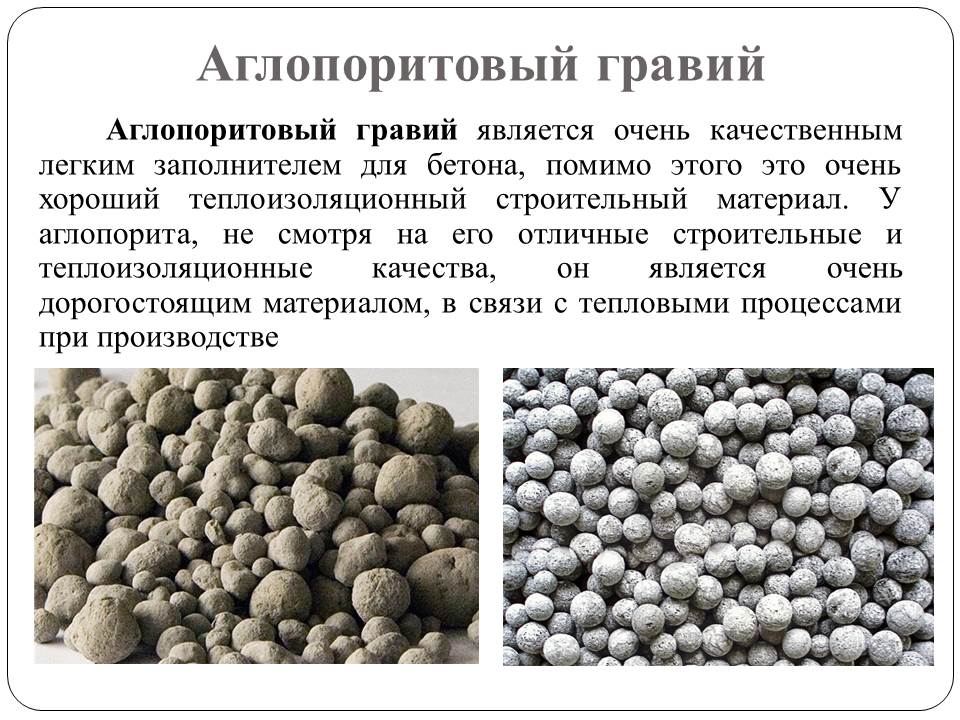 Аглопоритовый гравий
Аглопоритовый гравий является очень качественным
легким заполнителем для бетона, помимо этого это очень
хороший теплоизоляционный строительный материал. У
аглопорита, не смотря на его отличные строительные и
теплоизоляционные качества, он является очень
дорогостоящим материалом, в связи с тепловыми процессами
при производстве